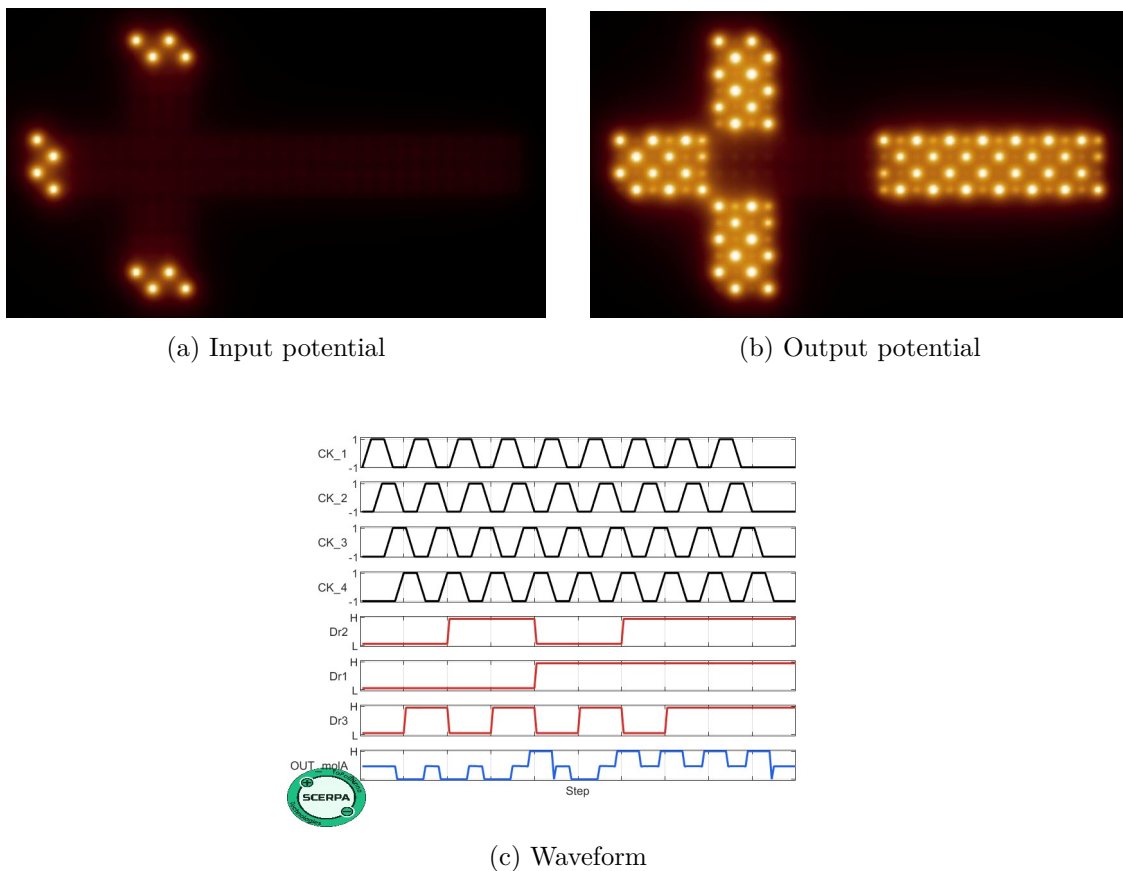 (a) Input potential
(b) Output potential
CK_1
1
-1
CK_2
1
-1
CK_3
1
-1
CK_4
1
-1
Dr2
H
L
Dr1
H
L
Dr3
H
L
OUT_molA
H
Step
SCERPA
Technologies
(c) Waveform